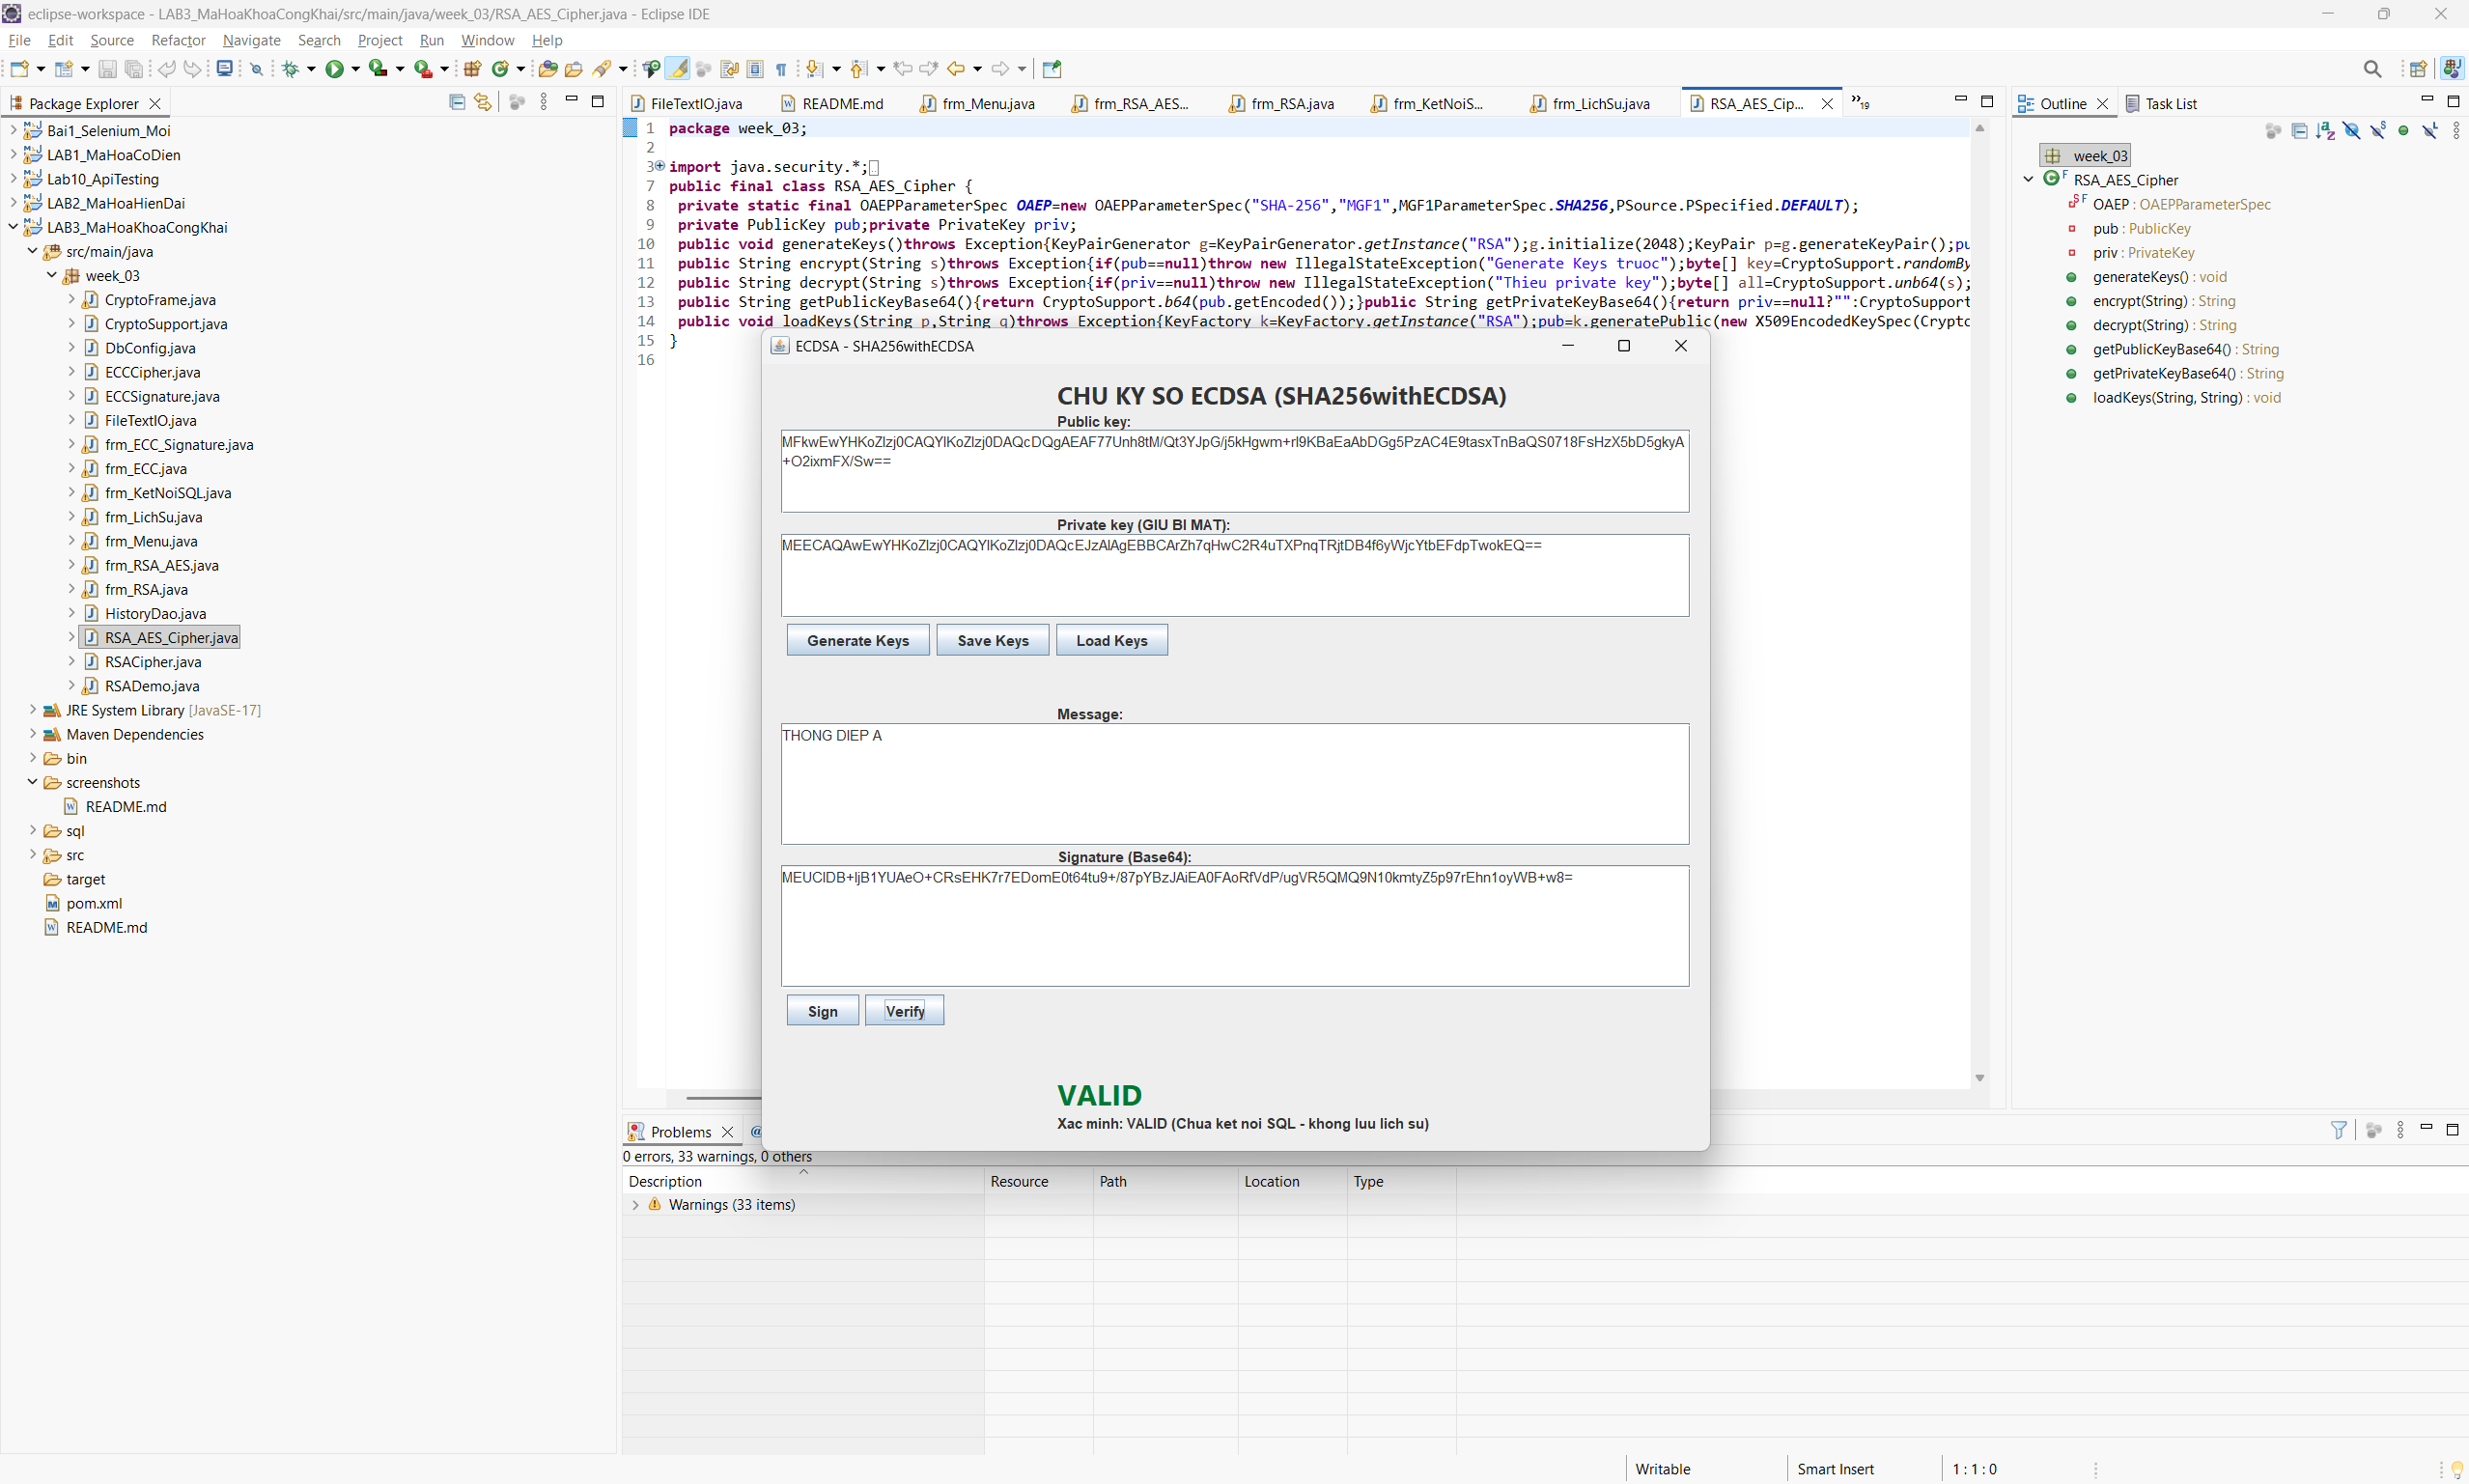 eclipse-workspace - LAB3_MaHoaKhoaCongKhai/src/main/java/week_03/RSA_AES_Cipher.java - Eclipse IDE
File Edit Source Refactor Navigate Search Project Run Window Help
Package Explorer
Bai1_Selenium_Moi
LAB1_MaHoaCoDien
Lab10_ApiTesting
LAB2_MaHoaHienDai
LAB3_MaHoaKhoaCongKhai
src/main/java
week_03
CryptoFrame.java
CryptoSupport.java
DbConfig.java
ECCCipher.java
ECCSignature.java
FileTextIO.java
frm_ECC_Signature.java
frm_ECC.java
frm_KetNoiSQL.java
frm_LichSu.java
frm_Menu.java
frm_RSA_AES.java
frm_RSA.java
HistoryDao.java
RSA_AES_Cipher.java
RSACipher.java
RSADemo.java
JRE System Library [JavaSE-17]
Maven Dependencies
bin
screenshots
README.md
sql
src
target
pom.xml
README.md
FileTextIO.java README.md frm_Menu.java frm_RSA_AES... frm_RSA.java frm_KetNoiS... frm_LichSu.java RSA_AES_Cip... »19
1 package week_03;
2
3 import java.security.*;
7 public final class RSA_AES_Cipher {
8 private static final OAEPParameterSpec OAEP=new OAEPParameterSpec("SHA-256","MGF1",MGF1ParameterSpec.SHA256,PSource.PSpecified.DEFAULT);
9 private PublicKey pub;private PrivateKey priv;
10 public void generateKeys()throws Exception{KeyPairGenerator g=KeyPairGenerator.getInstance("RSA");g.initialize(2048);KeyPair p=g.generateKeyPair();pu
11 public String encrypt(String s)throws Exception{if(pub==null)throw new IllegalStateException("Generate Keys truoc");byte[] key=CryptoSupport.randomBy
12 public String decrypt(String s)throws Exception{if(priv==null)throw new IllegalStateException("Thieu private key");byte[] all=CryptoSupport.unb64(s);
13 public String getPublicKeyBase64(){return CryptoSupport.b64(pub.getEncoded());}public String getPrivateKeyBase64(){return priv==null?"":CryptoSupport
14 public void loadKeys(String p,String q)throws Exception{KeyFactory k=KeyFactory.getInstance("RSA");pub=k.generatePublic(new X509EncodedKeySpec(Crypto
15 }
16
ECDSA - SHA256withECDSA
CHU KY SO ECDSA (SHA256withECDSA)
Public key:
MFkwEwYHKoZIzj0CAQYIKoZIzj0DAQcDQgAEAF77Unh8tM/Qt3YJpG/j5kHgwm+rl9KBaEaAbDGg5PzAC4E9tasxTnBaQS0718FsHzX5bD5gkyA
+O2ixmFX/Sw==
Private key (GIU BI MAT):
MEECAQAwEwYHKoZIzj0CAQYIKoZIzj0DAQcEJzAlAgEBBCArZh7qHwC2R4uTXPnqTRjtDB4f6yWjcYtbEFdpTwokEQ==
Generate Keys Save Keys Load Keys
Message:
THONG DIEP A
Signature (Base64):
MEUCIDB+IjB1YUAeO+CRsEHK7r7EDomE0t64tu9+/87pYBzJAiEA0FAoRfVdP/ugVR5QMQ9N10kmtyZ5p97rEhn1oyWB+w8=
Sign Verify
VALID
Xac minh: VALID (Chua ket noi SQL - khong luu lich su)
Outline Task List
week_03
RSA_AES_Cipher
OAEP : OAEPParameterSpec
pub : PublicKey
priv : PrivateKey
generateKeys() : void
encrypt(String) : String
decrypt(String) : String
getPublicKeyBase64() : String
getPrivateKeyBase64() : String
loadKeys(String, String) : void
Problems @
0 errors, 33 warnings, 0 others
Description Resource Path Location Type
Warnings (33 items)
Writable Smart Insert 1 : 1 : 0